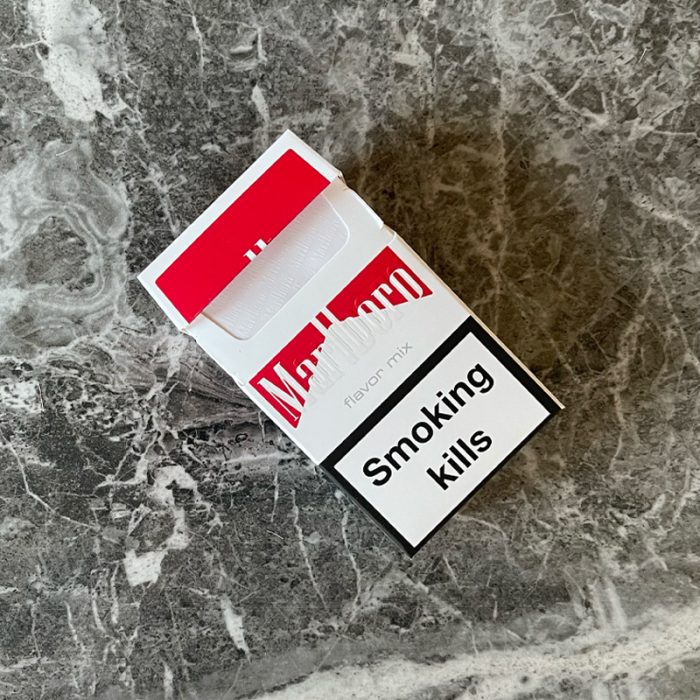 Marlboro
flavor mix
Smoking
kills